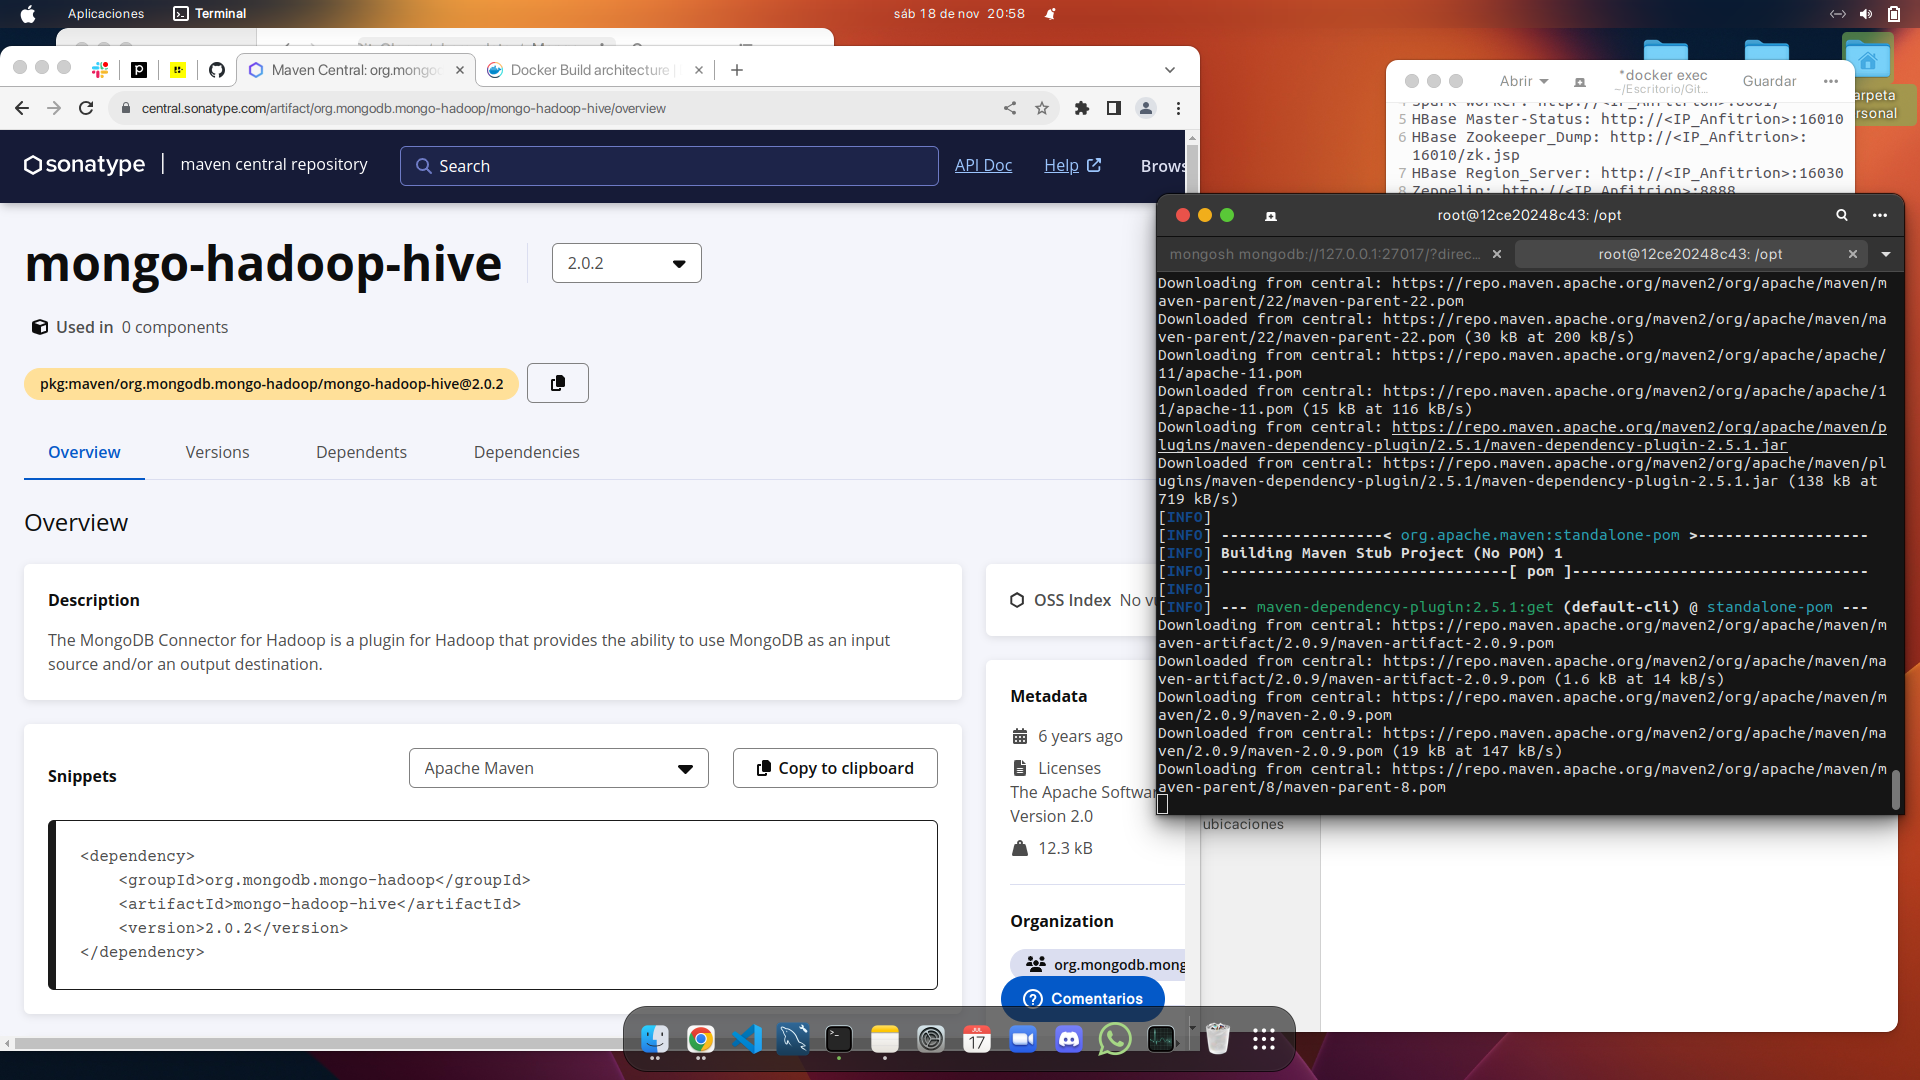 Aplicaciones
Terminal
sáb 18 de nov 20:58
Maven Central: org.mongo
Docker Build architecture
central.sonatype.com/artifact/org.mongodb.mongo-hadoop/mongo-hadoop-hive/overview
sonatype
maven central repository
Search
API Doc
Help
Brows
mongo-hadoop-hive
2.0.2
Used in 0 components
pkg:maven/org.mongodb.mongo-hadoop/mongo-hadoop-hive@2.0.2
Overview
Versions
Dependents
Dependencies
Overview
Description
The MongoDB Connector for Hadoop is a plugin for Hadoop that provides the ability to use MongoDB as an input
source and/or an output destination.
Snippets
Apache Maven
Copy to clipboard
<dependency>
<groupId>org.mongodb.mongo-hadoop</groupId>
<artifactId>mongo-hadoop-hive</artifactId>
<version>2.0.2</version>
</dependency>
OSS Index No v
Metadata
6 years ago
Licenses
The Apache Softwar
Version 2.0
12.3 kB
Organization
org.mongodb.mong
Comentarios
Abrir
*docker exec
~/Escritorio/Git...
Guardar
5 HBase Master-Status: http://<IP_Anfitrion>:16010
6 HBase Zookeeper_Dump: http://<IP_Anfitrion>:
16010/zk.jsp
7 HBase Region_Server: http://<IP_Anfitrion>:16030
8 Zeppelin: http://<IP_Anfitrion>:8888
arpeta
rsonal
root@12ce20248c43: /opt
mongosh mongodb://127.0.0.1:27017/?direc...
root@12ce20248c43: /opt
Downloading from central: https://repo.maven.apache.org/maven2/org/apache/maven/m
aven-parent/22/maven-parent-22.pom
Downloaded from central: https://repo.maven.apache.org/maven2/org/apache/maven/ma
ven-parent/22/maven-parent-22.pom (30 kB at 200 kB/s)
Downloading from central: https://repo.maven.apache.org/maven2/org/apache/apache/
11/apache-11.pom
Downloaded from central: https://repo.maven.apache.org/maven2/org/apache/apache/1
1/apache-11.pom (15 kB at 116 kB/s)
Downloading from central: https://repo.maven.apache.org/maven2/org/apache/maven/p
lugins/maven-dependency-plugin/2.5.1/maven-dependency-plugin-2.5.1.jar
Downloaded from central: https://repo.maven.apache.org/maven2/org/apache/maven/pl
ugins/maven-dependency-plugin/2.5.1/maven-dependency-plugin-2.5.1.jar (138 kB at
719 kB/s)
[INFO]
[INFO] ------------------< org.apache.maven:standalone-pom >-------------------
[INFO] Building Maven Stub Project (No POM) 1
[INFO] --------------------------------[ pom ]---------------------------------
[INFO]
[INFO] --- maven-dependency-plugin:2.5.1:get (default-cli) @ standalone-pom ---
Downloading from central: https://repo.maven.apache.org/maven2/org/apache/maven/m
aven-artifact/2.0.9/maven-artifact-2.0.9.pom
Downloaded from central: https://repo.maven.apache.org/maven2/org/apache/maven/ma
ven-artifact/2.0.9/maven-artifact-2.0.9.pom (1.6 kB at 14 kB/s)
Downloading from central: https://repo.maven.apache.org/maven2/org/apache/maven/m
aven/2.0.9/maven-2.0.9.pom
Downloaded from central: https://repo.maven.apache.org/maven2/org/apache/maven/ma
ven/2.0.9/maven-2.0.9.pom (19 kB at 147 kB/s)
Downloading from central: https://repo.maven.apache.org/maven2/org/apache/maven/m
aven-parent/8/maven-parent-8.pom
ubicaciones
JUL
17